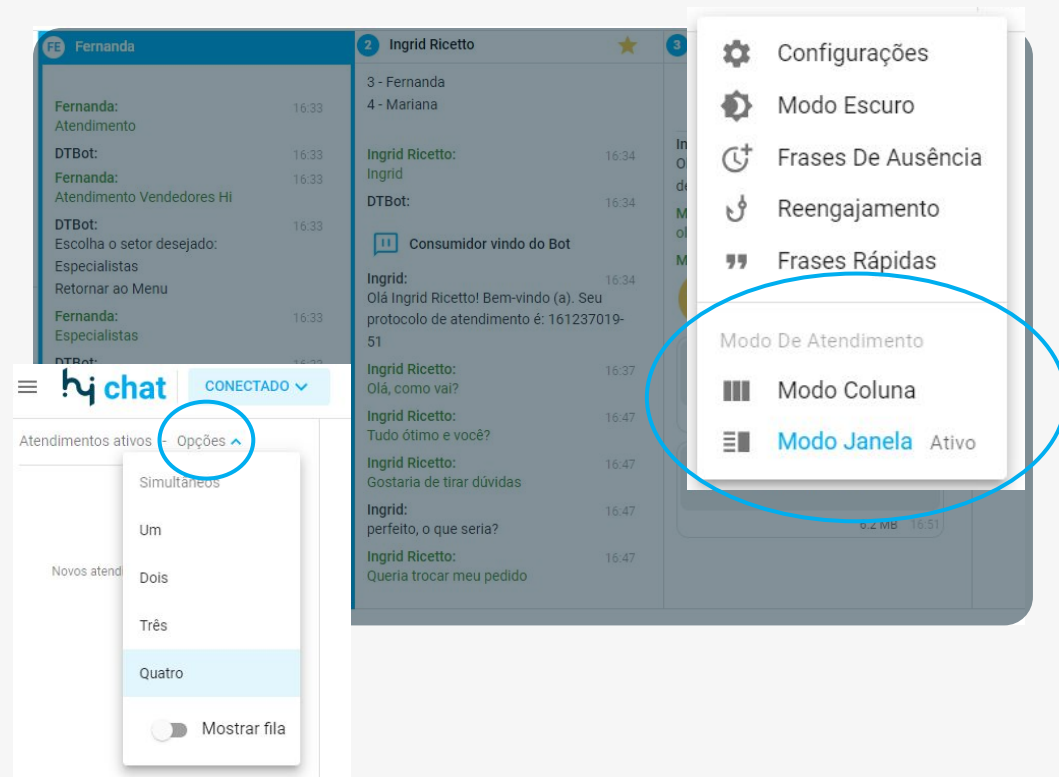 FE Fernanda
Fernanda: 16:33
Atendimento
DTBot: 16:33
Fernanda: 16:33
Atendimento Vendedores Hi
DTBot: 16:33
Escolha o setor desejado:
Especialistas
Retornar ao Menu
Fernanda: 16:33
Especialistas
DTBot:
2 Ingrid Ricetto
3 - Fernanda
4 - Mariana
Ingrid Ricetto: 16:34
Ingrid
DTBot: 16:34
Consumidor vindo do Bot
Ingrid: 16:34
Olá Ingrid Ricetto! Bem-vindo (a). Seu
protocolo de atendimento é: 161237019-
51
Ingrid Ricetto: 16:37
Olá, como vai?
Ingrid Ricetto: 16:47
Tudo ótimo e você?
Ingrid Ricetto: 16:47
Gostaria de tirar dúvidas
Ingrid: 16:47
perfeito, o que seria?
Ingrid Ricetto: 16:47
Queria trocar meu pedido
3
In
O
de
M
ol
M
6.2 MB 16:51
Configurações
Modo Escuro
Frases De Ausência
Reengajamento
Frases Rápidas
Modo De Atendimento
Modo Coluna
Modo Janela Ativo
hi chat CONECTADO
Atendimentos ativos - Opções
Simultâneos
Um
Novos atend
Dois
Três
Quatro
Mostrar fila